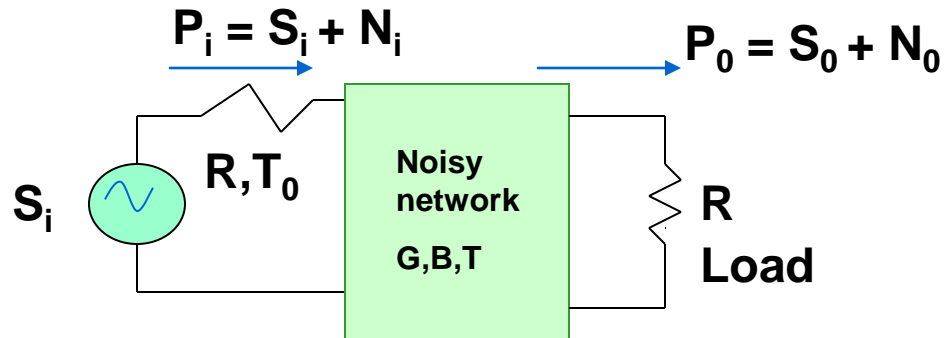 Pᵢ = Sᵢ + Nᵢ
P₀ = S₀ + N₀
R,T₀
Sᵢ
Noisy
network
G,B,T
R
Load